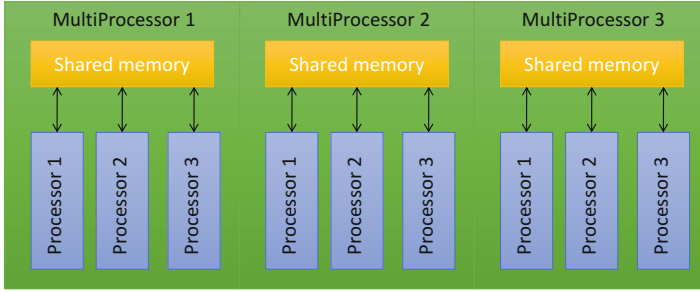 MultiProcessor 1
Shared memory
Processor 1
Processor 2
Processor 3
MultiProcessor 2
Shared memory
Processor 1
Processor 2
Processor 3
MultiProcessor 3
Shared memory
Processor 1
Processor 2
Processor 3